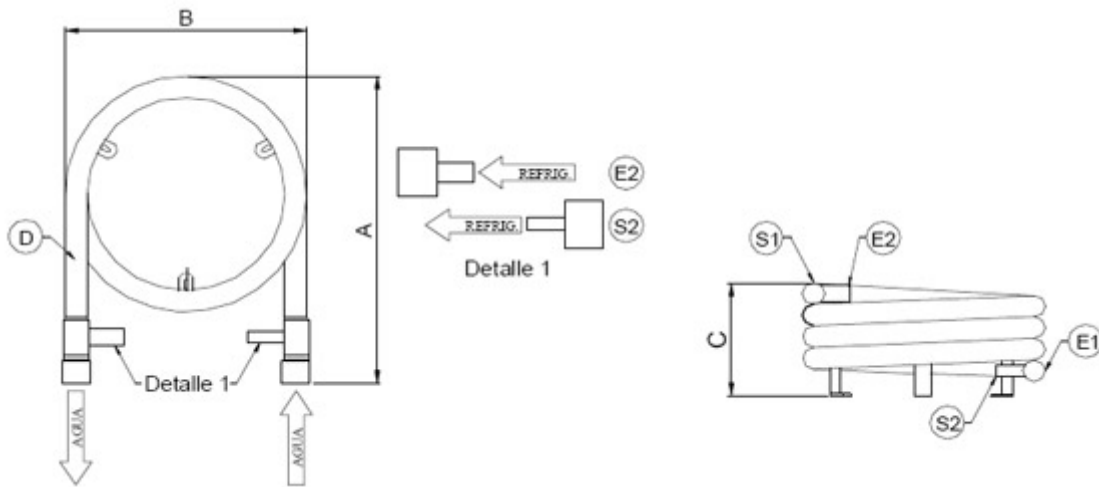 B
A
D
REFRIG.
E2
REFRIG.
S2
Detalle 1
Detalle 1
AGUA
AGUA
S1
E2
C
E1
S2